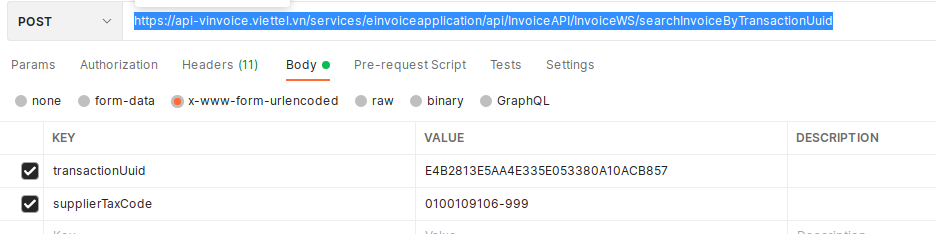 POST https://api-vinvoice.viettel.vn/services/einvoiceapplication/api/InvoiceAPI/InvoiceWS/searchInvoiceByTransactionUuid
Params Authorization Headers (11) Body Pre-request Script Tests Settings
none form-data x-www-form-urlencoded raw binary GraphQL
KEY VALUE DESCRIPTION
transactionUuid E4B2813E5AA4E335E053380A10ACB857
supplierTaxCode 0100109106-999
Key Value Description